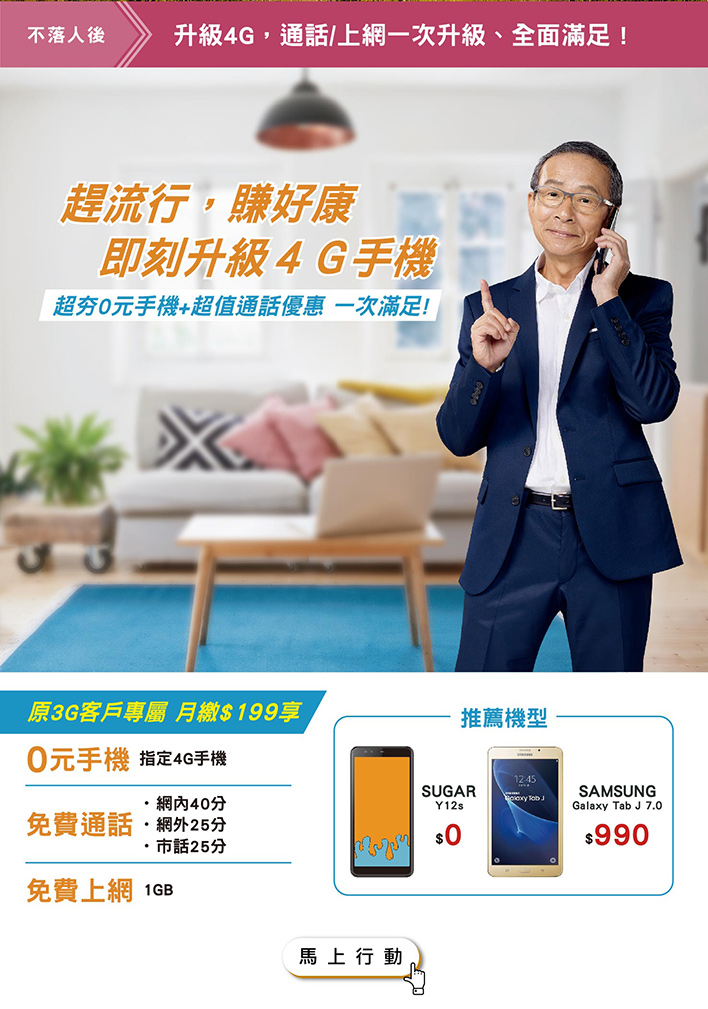 不落人後
升級4G，通話/上網一次升級、全面滿足！
趕流行，賺好康
即刻升級４Ｇ手機
超夯0元手機+超值通話優惠 一次滿足!
原3G客戶專屬 月繳$199享
0元手機 指定4G手機
免費通話
・網內40分
・網外25分
・市話25分
免費上網 1GB
推薦機型
SUGAR
Y12s
$0
SAMSUNG
12:45
Galaxy Tab J
SAMSUNG
Galaxy Tab J 7.0
$990
馬上行動